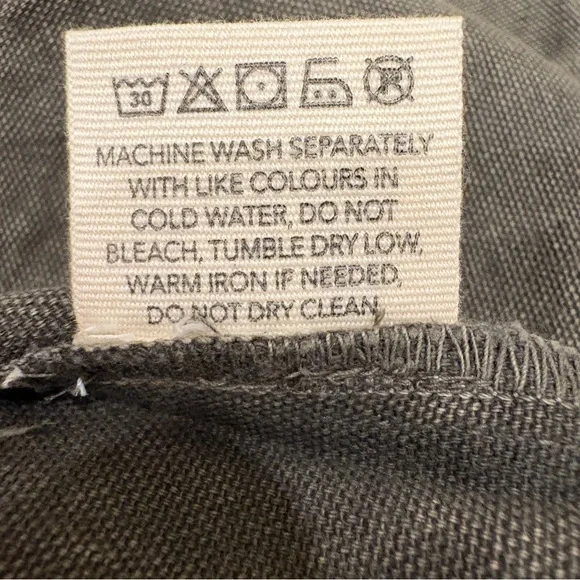 30
MACHINE WASH SEPARATELY
WITH LIKE COLOURS IN
COLD WATER, DO NOT
BLEACH, TUMBLE DRY LOW,
WARM IRON IF NEEDED,
DO NOT DRY CLEAN.